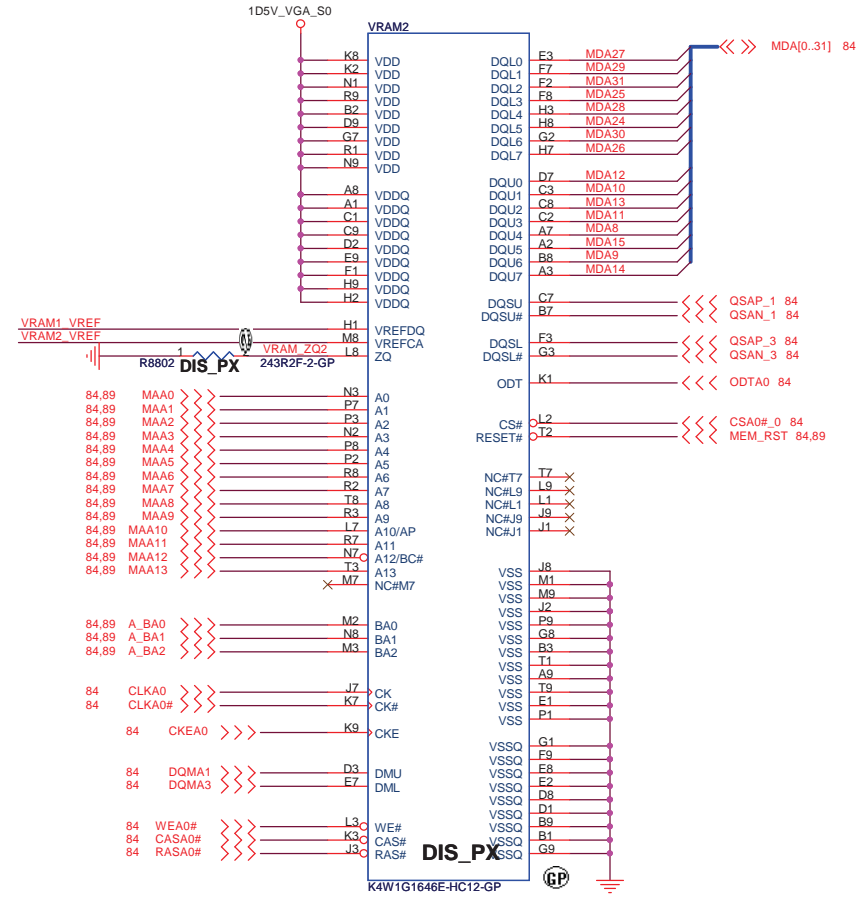 1D5V_VGA_S0
VRAM2
K8 VDD
K2 VDD
N1 VDD
R9 VDD
B2 VDD
D9 VDD
G7 VDD
R1 VDD
N9 VDD
A8 VDDQ
A1 VDDQ
C1 VDDQ
C9 VDDQ
D2 VDDQ
E9 VDDQ
F1 VDDQ
H9 VDDQ
H2 VDDQ
VRAM1_VREF H1 VREFDQ
VRAM2_VREF M8 VREFCA
1 2 VRAM_ZQ2 L8 ZQ
R8802 DIS_PX 243R2F-2-GP
84,89 MAA0 N3 A0
84,89 MAA1 P7 A1
84,89 MAA2 P3 A2
84,89 MAA3 N2 A3
84,89 MAA4 P8 A4
84,89 MAA5 P2 A5
84,89 MAA6 R8 A6
84,89 MAA7 R2 A7
84,89 MAA8 T8 A8
84,89 MAA9 R3 A9
84,89 MAA10 L7 A10/AP
84,89 MAA11 R7 A11
84,89 MAA12 N7 A12/BC#
84,89 MAA13 T3 A13
M7 NC#M7
84,89 A_BA0 M2 BA0
84,89 A_BA1 N8 BA1
84,89 A_BA2 M3 BA2
84 CLKA0 J7 CK
84 CLKA0# K7 CK#
84 CKEA0 K9 CKE
84 DQMA1 D3 DMU
84 DQMA3 E7 DML
84 WEA0# L3 WE#
84 CASA0# K3 CAS#
84 RASA0# J3 RAS#
DQL0 E3 MDA27
DQL1 F7 MDA29
DQL2 F2 MDA31
DQL3 F8 MDA25
DQL4 H3 MDA28
DQL5 H8 MDA24
DQL6 G2 MDA30
DQL7 H7 MDA26
MDA[0..31] 84
DQU0 D7 MDA12
DQU1 C3 MDA10
DQU2 C8 MDA13
DQU3 C2 MDA11
DQU4 A7 MDA8
DQU5 A2 MDA15
DQU6 B8 MDA9
DQU7 A3 MDA14
DQSU C7 QSAP_1 84
DQSU# B7 QSAN_1 84
DQSL F3 QSAP_3 84
DQSL# G3 QSAN_3 84
ODT K1 ODTA0 84
CS# L2 CSA0#_0 84
RESET# T2 MEM_RST 84,89
NC#T7 T7
NC#L9 L9
NC#L1 L1
NC#J9 J9
NC#J1 J1
VSS J8
VSS M1
VSS M9
VSS J2
VSS P9
VSS G8
VSS B3
VSS T1
VSS A9
VSS T9
VSS E1
VSS P1
VSSQ G1
VSSQ F9
VSSQ E8
VSSQ E2
VSSQ D8
VSSQ D1
VSSQ B9
VSSQ B1
VSSQ G9
DIS_PX
GP
K4W1G1646E-HC12-GP